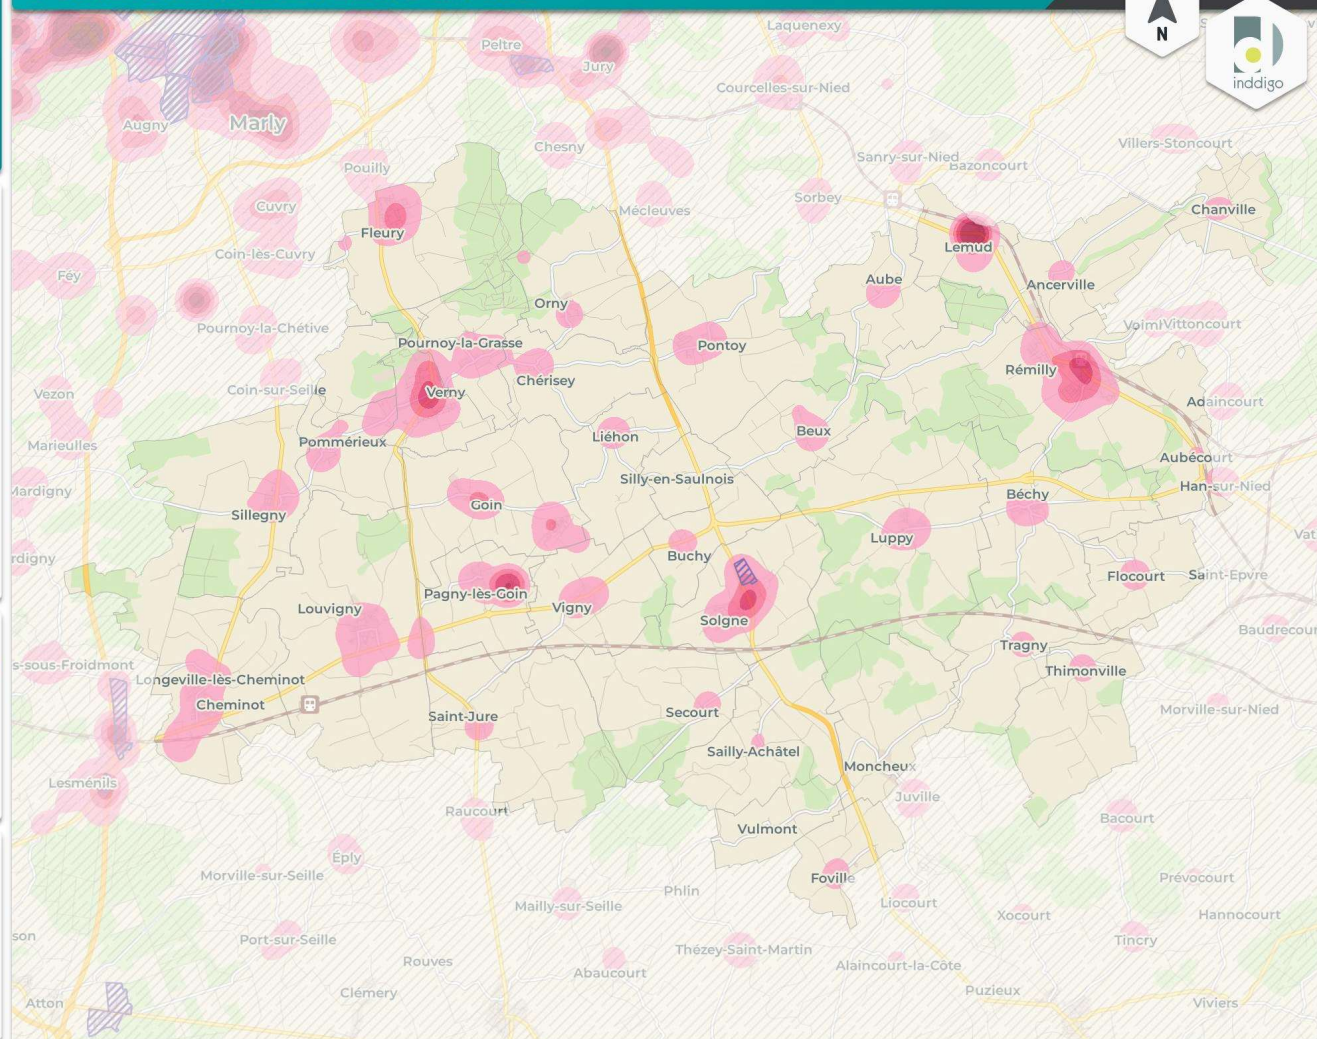 Laquenexy
N
Peltre
Jury
Courcelles-sur-Nied
inddigo
Augny
Marly
Chesny
Villers-Stoncourt
Pouilly
Sanry-sur-Nied
Bazoncourt
Cuvry
Mécleuves
Sorbey
Chanville
Fleury
Lemud
Coin-lès-Cuvry
Féy
Aube
Ancerville
Orny
Pournoy-la-Chétive
Vittoncourt
Pournoy-la-Grasse
Pontoy
Chérisey
Rémilly
Vezon
Coin-sur-Seille
Verny
Adaincourt
Marieulles
Pommérieux
Liéhon
Beux
Aubécourt
Silly-en-Saulnois
Mardigny
Han-sur-Nied
Sillegny
Goin
Béchy
Luppy
rdigny
Buchy
Flocourt
Saint-Epvre
Pagny-lès-Goin
Louvigny
Vigny
Solgne
Baudrecour
s-sous-Froidmont
Tragny
Thimonville
Longeville-lès-Cheminot
Cheminot
Saint-Jure
Secourt
Morville-sur-Nied
Sailly-Achâtel
Moncheux
Lesménils
Juville
Raucourt
Vulmont
Bacourt
Éply
Morville-sur-Seille
Foville
Prévocourt
Phlin
Mailly-sur-Seille
Liocourt
Xocourt
Hannocourt
son
Port-sur-Seille
Thézey-Saint-Martin
Tincry
Rouves
Abaucourt
Alaincourt-la-Côte
Clémery
Puzieux
Atton
Viviers